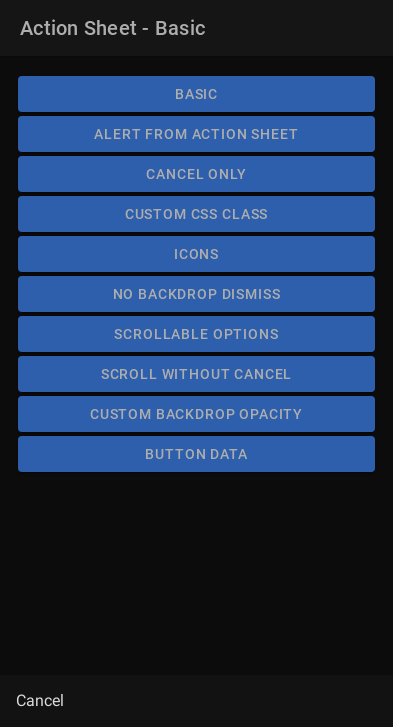 Action Sheet - Basic
BASIC
ALERT FROM ACTION SHEET
CANCEL ONLY
CUSTOM CSS CLASS
ICONS
NO BACKDROP DISMISS
SCROLLABLE OPTIONS
SCROLL WITHOUT CANCEL
CUSTOM BACKDROP OPACITY
BUTTON DATA
Cancel